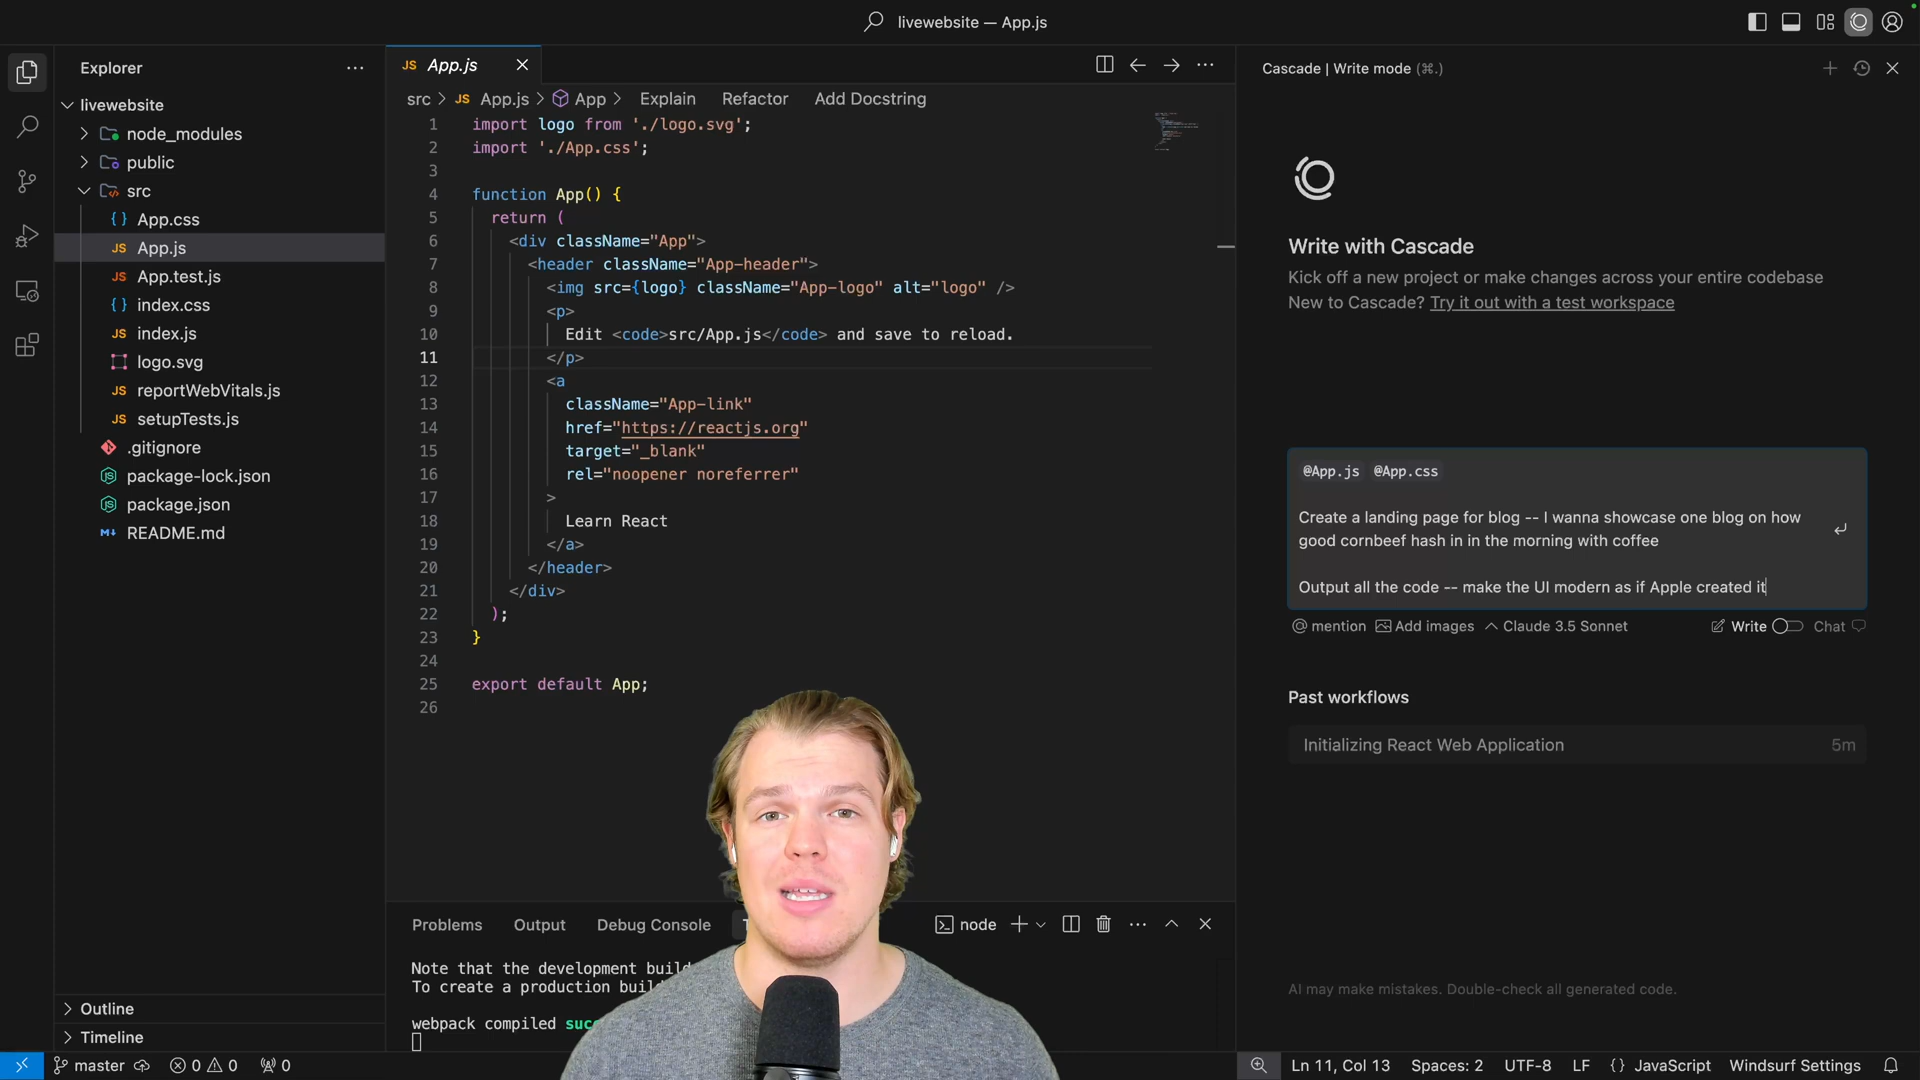 livewebsite — App.js
Explorer
livewebsite
node_modules
public
src
App.css
App.js
App.test.js
index.css
index.js
logo.svg
reportWebVitals.js
setupTests.js
.gitignore
package-lock.json
package.json
README.md
Outline
Timeline
JS App.js
src > JS App.js > App > Explain Refactor Add Docstring
1 import logo from './logo.svg';
2 import './App.css';
3
4 function App() {
5 return (
6 <div className="App">
7 <header className="App-header">
8 <img src={logo} className="App-logo" alt="logo" />
9 <p>
10 Edit <code>src/App.js</code> and save to reload.
11 </p>
12 <a
13 className="App-link"
14 href="https://reactjs.org"
15 target="_blank"
16 rel="noopener noreferrer"
17 >
18 Learn React
19 </a>
20 </header>
21 </div>
22 );
23 }
24
25 export default App;
26
Problems Output Debug Console node
Note that the development build
To create a production
webpack compiled
Cascade | Write mode (⌘.)
Write with Cascade
Kick off a new project or make changes across your entire codebase
New to Cascade? Try it out with a test workspace
@App.js @App.css
Create a landing page for blog -- I wanna showcase one blog on how
good cornbeef hash in in the morning with coffee
Output all the code -- make the UI modern as if Apple created it
@ mention Add images Claude 3.5 Sonnet Write Chat
Past workflows
Initializing React Web Application 5m
AI may make mistakes. Double-check all generated code.
master 0 0 0 Ln 11, Col 13 Spaces: 2 UTF-8 LF {} JavaScript Windsurf Settings